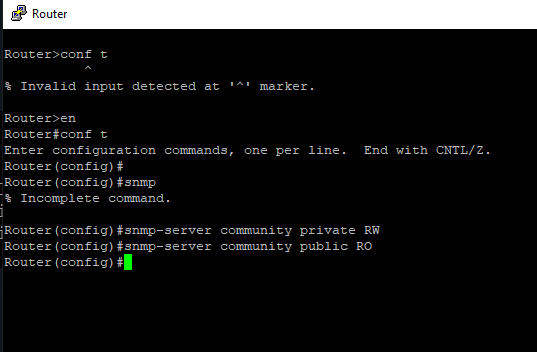 Router
Router>conf t
^
% Invalid input detected at '^' marker.
Router>en
Router#conf t
Enter configuration commands, one per line.  End with CNTL/Z.
Router(config)#
Router(config)#snmp
% Incomplete command.
Router(config)#snmp-server community private RW
Router(config)#snmp-server community public RO
Router(config)#